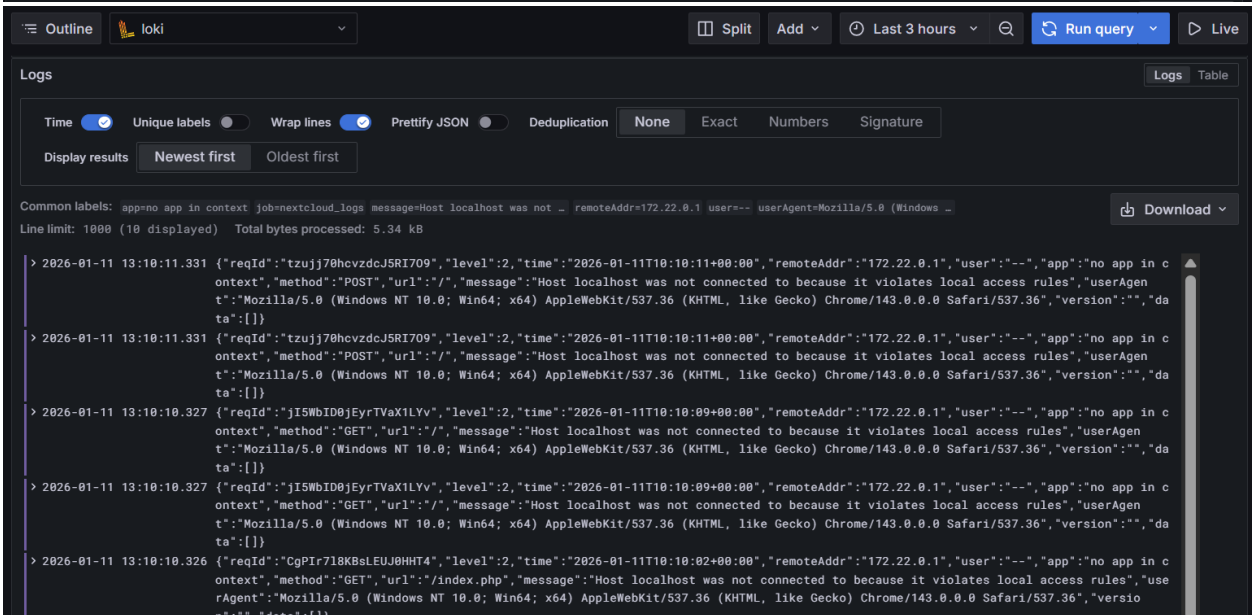 Outline
loki
Split
Add
Last 3 hours
Run query
Live
Logs
Logs
Table
Time
Unique labels
Wrap lines
Prettify JSON
Deduplication
None
Exact
Numbers
Signature
Display results
Newest first
Oldest first
Common labels: app=no app in context job=nextcloud_logs message=Host localhost was not … remoteAddr=172.22.0.1 user=-- userAgent=Mozilla/5.0 (Windows …
Download
Line limit: 1000 (10 displayed) Total bytes processed: 5.34 kB
> 2026-01-11 13:10:11.331 {"reqId":"tzujj70hcvzdcJ5RI7O9","level":2,"time":"2026-01-11T10:10:11+00:00","remoteAddr":"172.22.0.1","user":"--","app":"no app in c
ontext","method":"POST","url":"/","message":"Host localhost was not connected to because it violates local access rules","userAgen
t":"Mozilla/5.0 (Windows NT 10.0; Win64; x64) AppleWebKit/537.36 (KHTML, like Gecko) Chrome/143.0.0.0 Safari/537.36","version":"","da
ta":[]}
> 2026-01-11 13:10:11.331 {"reqId":"tzujj70hcvzdcJ5RI7O9","level":2,"time":"2026-01-11T10:10:11+00:00","remoteAddr":"172.22.0.1","user":"--","app":"no app in c
ontext","method":"POST","url":"/","message":"Host localhost was not connected to because it violates local access rules","userAgen
t":"Mozilla/5.0 (Windows NT 10.0; Win64; x64) AppleWebKit/537.36 (KHTML, like Gecko) Chrome/143.0.0.0 Safari/537.36","version":"","da
ta":[]}
> 2026-01-11 13:10:10.327 {"reqId":"jI5WbID0jEyrTVaX1LYv","level":2,"time":"2026-01-11T10:10:09+00:00","remoteAddr":"172.22.0.1","user":"--","app":"no app in c
ontext","method":"GET","url":"/","message":"Host localhost was not connected to because it violates local access rules","userAgen
t":"Mozilla/5.0 (Windows NT 10.0; Win64; x64) AppleWebKit/537.36 (KHTML, like Gecko) Chrome/143.0.0.0 Safari/537.36","version":"","da
ta":[]}
> 2026-01-11 13:10:10.327 {"reqId":"jI5WbID0jEyrTVaX1LYv","level":2,"time":"2026-01-11T10:10:09+00:00","remoteAddr":"172.22.0.1","user":"--","app":"no app in c
ontext","method":"GET","url":"/","message":"Host localhost was not connected to because it violates local access rules","userAgen
t":"Mozilla/5.0 (Windows NT 10.0; Win64; x64) AppleWebKit/537.36 (KHTML, like Gecko) Chrome/143.0.0.0 Safari/537.36","version":"","da
ta":[]}
> 2026-01-11 13:10:10.326 {"reqId":"CgPIr7l8KBsLEUJ0HHT4","level":2,"time":"2026-01-11T10:10:02+00:00","remoteAddr":"172.22.0.1","user":"--","app":"no app in c
ontext","method":"GET","url":"/index.php","message":"Host localhost was not connected to because it violates local access rules","use
rAgent":"Mozilla/5.0 (Windows NT 10.0; Win64; x64) AppleWebKit/537.36 (KHTML, like Gecko) Chrome/143.0.0.0 Safari/537.36","versio
n":"","data":[]}